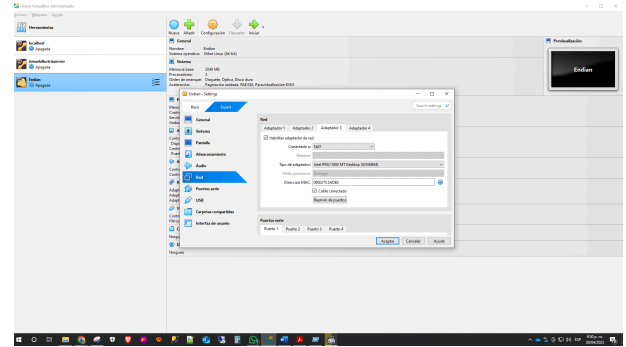 Oracle VirtualBox Administrador
Archivo Máquina Ayuda
Herramientas
Nueva Añadir Configuración Descartar Iniciar
localhost
Apagada
Apagada
Endian
Apagada
General
Nombre: Endian
Sistema operativo: Other Linux (64-bit)
Sistema
Memoria base: 2048 MB
Procesadores: 3
Orden de arranque: Disquete, Óptica, Disco duro
Aceleración: Paginación anidada, PAE/NX, Paravirtualización KVM
Previsualización
Endian
Endian - Settings
Basic Expert
Search settings
General
Sistema
Pantalla
Almacenamiento
Audio
Red
Puertos serie
USB
Carpetas compartidas
Interfaz de usuario
Red
Adaptador 1 Adaptador 2 Adaptador 3 Adaptador 4
Habilitar adaptador de red
Conectado a: NAT
Nombre:
Tipo de adaptador: Intel PRO/1000 MT Desktop (82540EM)
Modo promiscuo: Denegar
Dirección MAC:
Cable conectado
Reenvío de puertos
Puertos serie
Puerto 1 Puerto 2 Puerto 3 Puerto 4
Aceptar Cancelar Ayuda
Ninguno
ESP